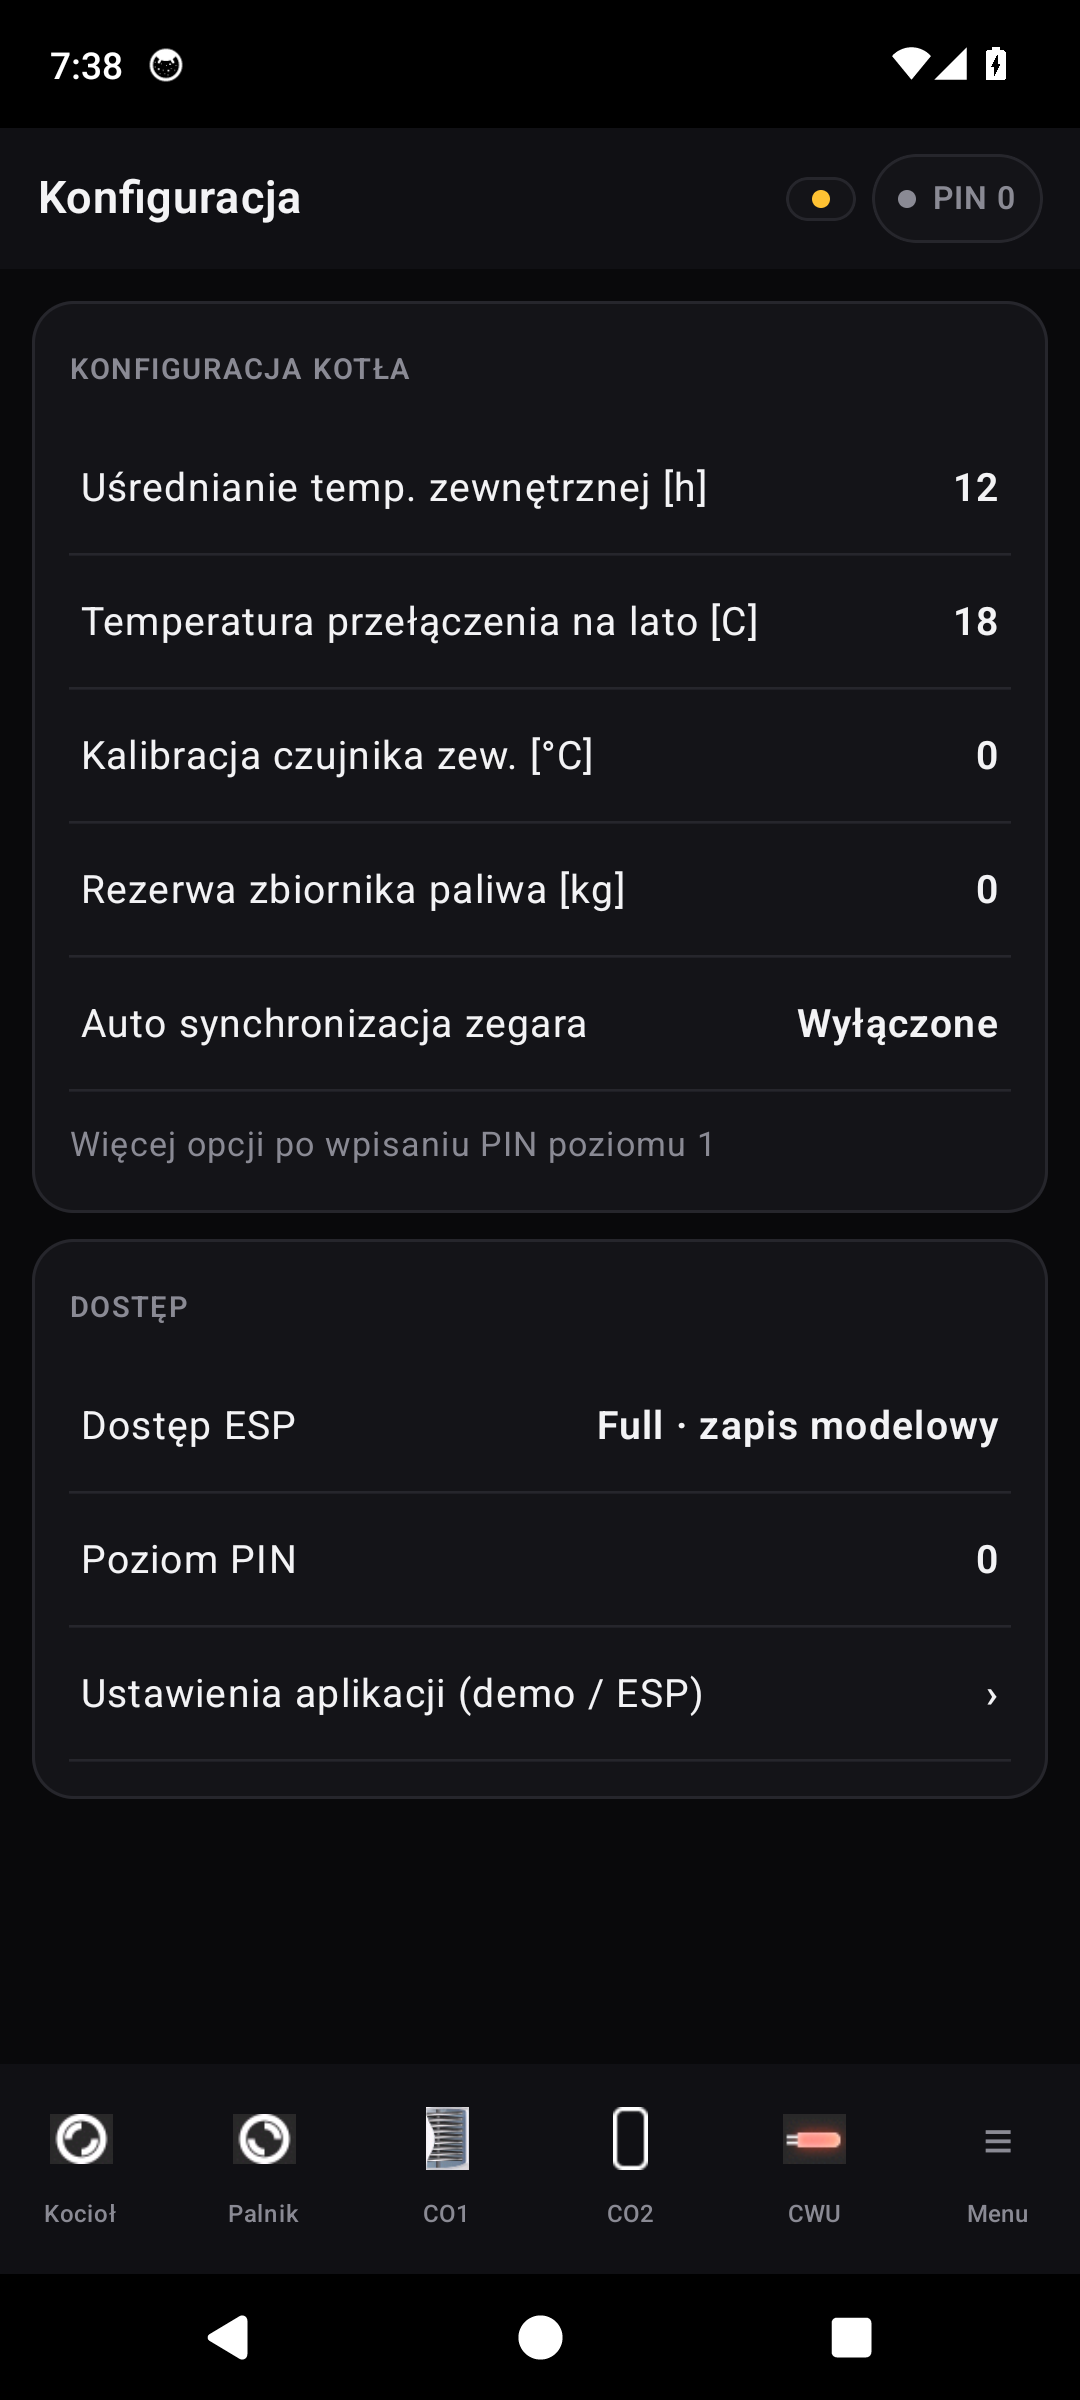 7:38
Konfiguracja
PIN 0
KONFIGURACJA KOTŁA
Uśrednianie temp. zewnętrznej [h] 12
Temperatura przełączenia na lato [C] 18
Kalibracja czujnika zew. [°C] 0
Rezerwa zbiornika paliwa [kg] 0
Auto synchronizacja zegara Wyłączone
Więcej opcji po wpisaniu PIN poziomu 1
DOSTĘP
Dostęp ESP Full · zapis modelowy
Poziom PIN 0
Ustawienia aplikacji (demo / ESP) ›
Kocioł Palnik CO1 CO2 CWU Menu